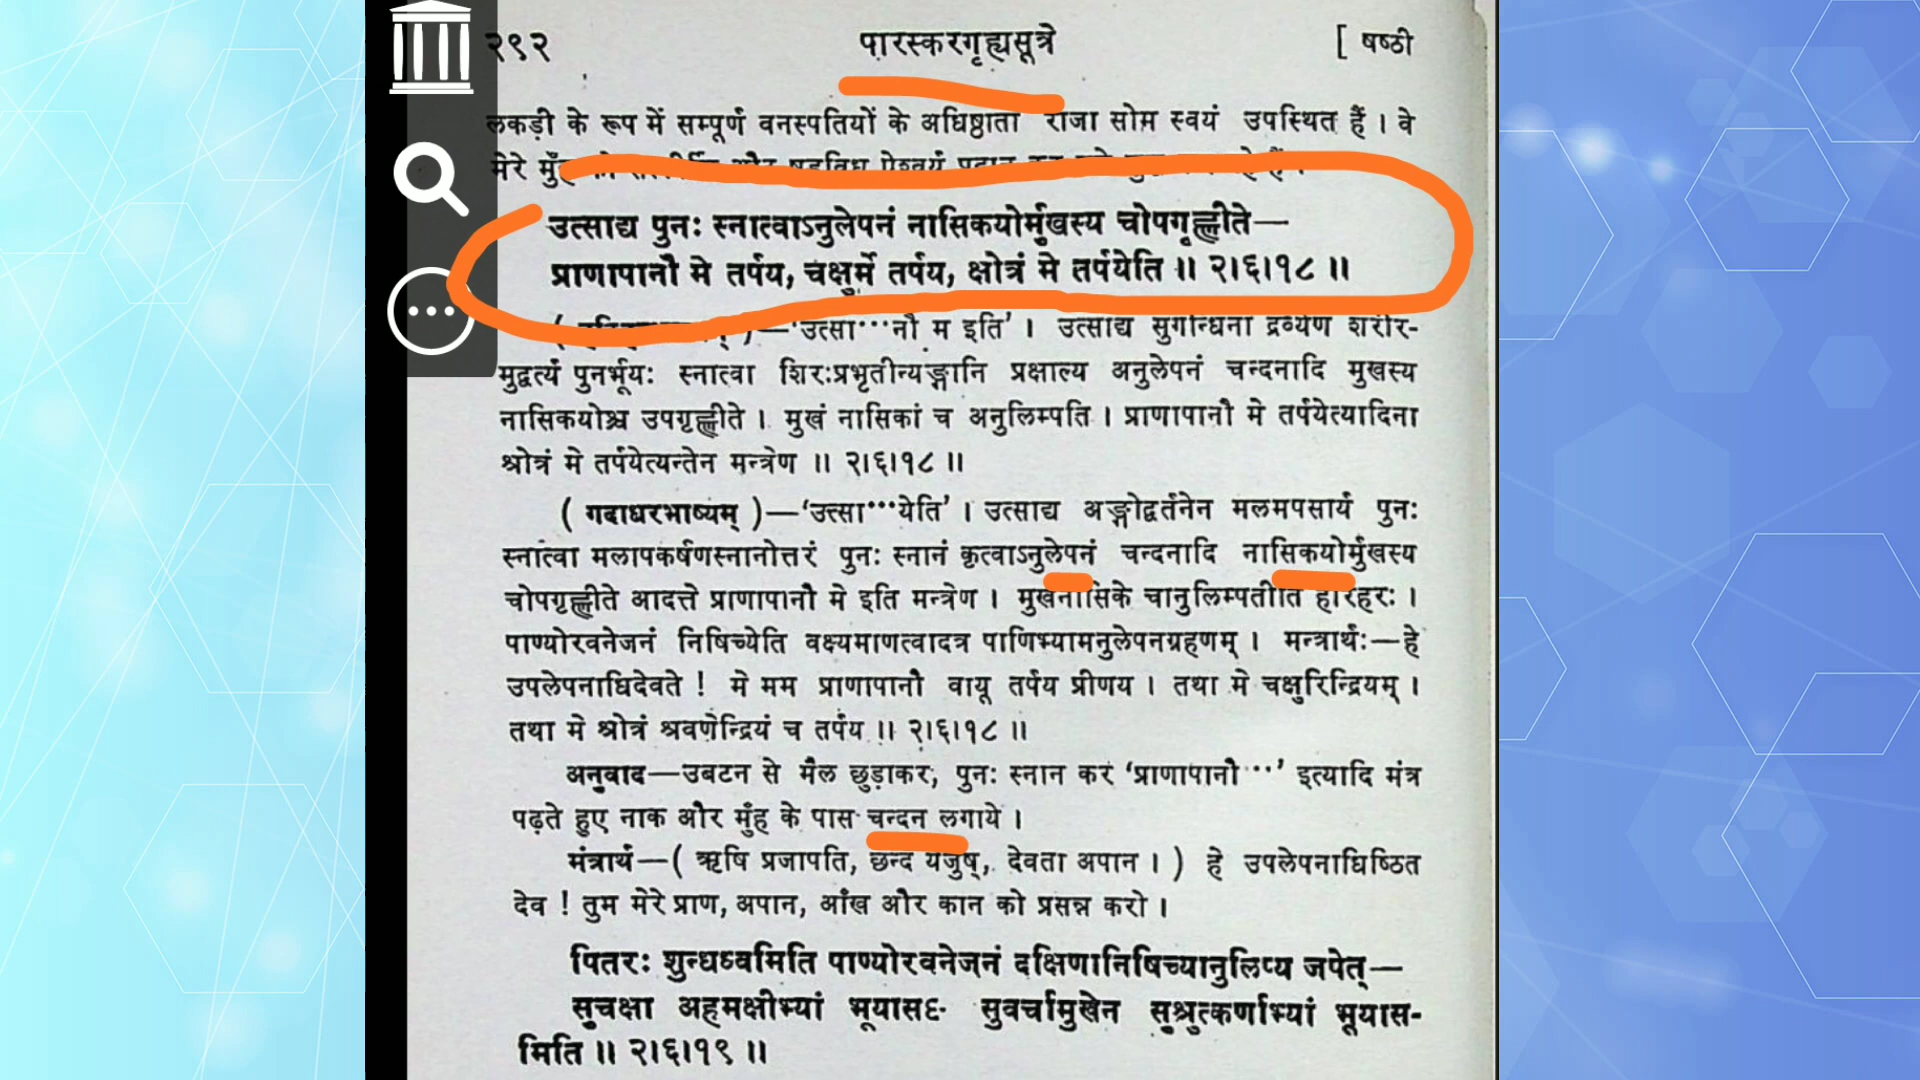 २९२ पारस्करगृह्यसूत्रे [ षष्ठी
लकड़ी के रूप में सम्पूर्ण वनस्पतियों के अधिष्ठाता राजा सोम स्वयं उपस्थित हैं । वे
मेरे
उत्साद्य पुनः स्नात्वाऽनुलेपनं नासिकयोर्मुखस्य चोपगृह्णीते—
प्राणापानौ मे तर्पय, चक्षुर्मे तर्पय, क्षोत्रं मे तर्पयेति ॥ २।६।१८ ॥
—‘उत्सा···नौ म इति’ । उत्साद्य सुगन्धिना द्रव्येण शरीर-
मुद्वर्त्य पुनर्भूयः स्नात्वा शिरःप्रभृतीन्यङ्गानि प्रक्षाल्य अनुलेपनं चन्दनादि मुखस्य
नासिकयोश्च उपगृह्णीते । मुखं नासिकां च अनुलिम्पति । प्राणापानौ मे तर्पयेत्यादिना
श्रोत्रं मे तर्पयेत्यन्तेन मन्त्रेण ॥ २।६।१८ ॥
( गदाधरभाष्यम् )—‘उत्सा···येति’ । उत्साद्य अङ्गोद्वर्तनेन मलमपसार्य पुनः
स्नात्वा मलापकर्षणस्नानोत्तरं पुनः स्नानं कृत्वाऽनुलेपनं चन्दनादि नासिकयोर्मुखस्य
चोपगृह्णीते आदत्ते प्राणापानौ मे इति मन्त्रेण । मुखनासिके चानुलिम्पतीति हरिहरः ।
पाण्योरवनेजनं निषिच्येति वक्ष्यमाणत्वादत्र पाणिभ्यामनुलेपनग्रहणम् । मन्त्रार्थः—हे
उपलेपनाधिदेवते ! मे मम प्राणापानौ वायू तर्पय प्रीणय । तथा मे चक्षुरिन्द्रियम् ।
तथा मे श्रोत्रं श्रवणेन्द्रियं च तर्पय ॥ २।६।१८ ॥
अनुवाद—उबटन से मैल छुड़ाकर, पुनः स्नान कर ‘प्राणापानौ···’ इत्यादि मंत्र
पढ़ते हुए नाक और मुँह के पास चन्दन लगाये ।
मंत्रार्थ—( ऋषि प्रजापति, छन्द यजुष्, देवता अपान । ) हे उपलेपनाधिष्ठित
देव ! तुम मेरे प्राण, अपान, आँख और कान को प्रसन्न करो ।
पितरः शुन्धध्वमिति पाण्योरवनेजनं दक्षिणानिषिच्यानुलिप्य जपेत्—
सुचक्षा अहमक्षीभ्यां भूयासᳬ सुवर्चामुखेन सुश्रुत्कर्णाभ्यां भूयास-
मिति ॥ २।६।१९ ॥